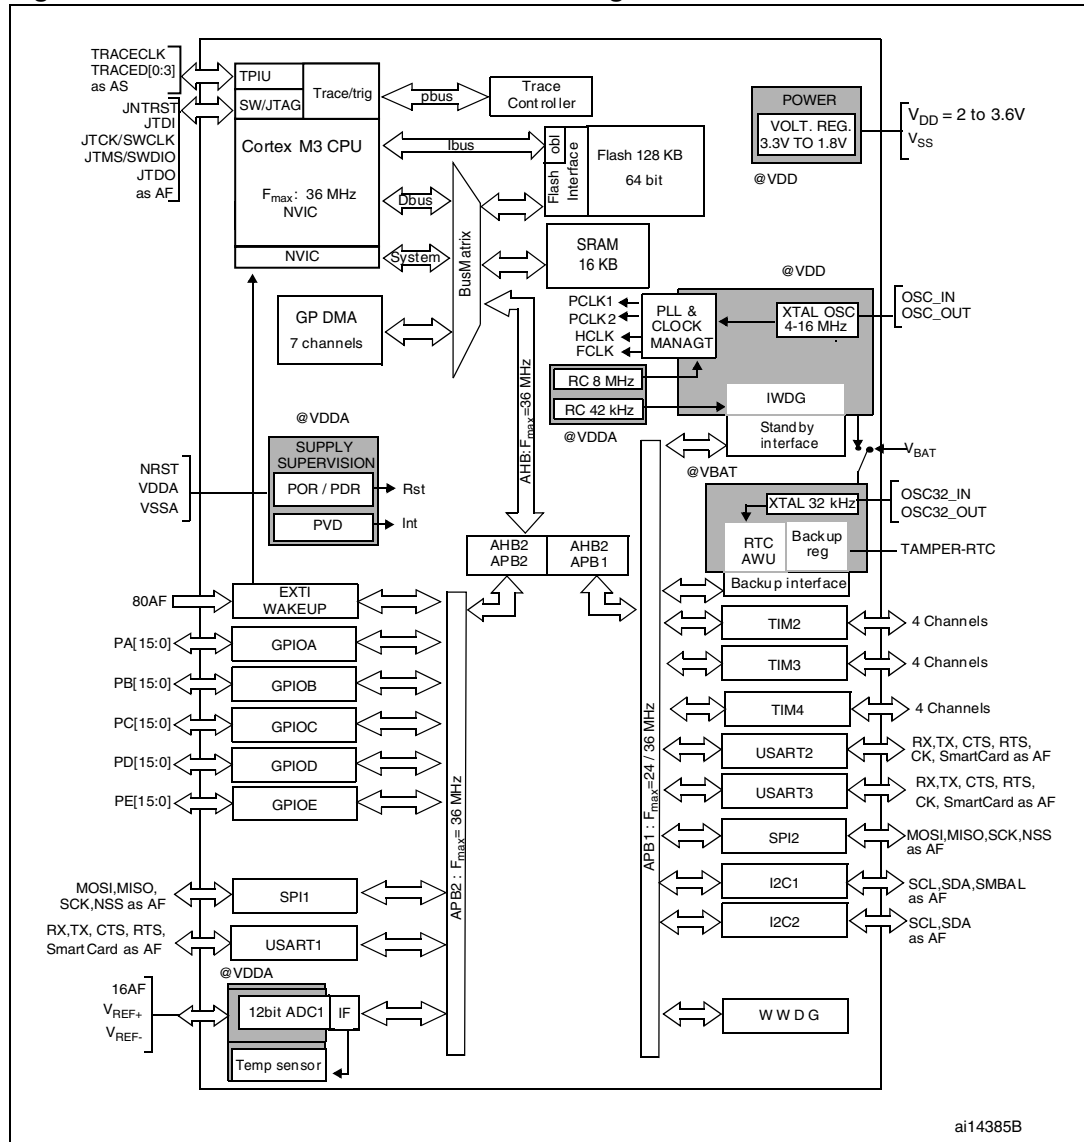 TRACECLK
TRACED[0:3]
as AS
JNTRST
JTDI
JTCK/SWCLK
JTMS/SWDIO
JTDO
as AF
TPIU
SW/JTAG
Trace/trig
Cortex M3 CPU
Fmax: 36 MHz
NVIC
NVIC
pbus
Trace
Controller
Ibus
Dbus
System
BusMatrix
Flash obl
Interface
Flash 128 KB
64 bit
SRAM
16 KB
POWER
VOLT. REG.
3.3V TO 1.8V
@VDD
VDD = 2 to 3.6V
VSS
GP DMA
7 channels
AHB: Fmax=36 MHz
@VDD
PCLK1
PCLK2
HCLK
FCLK
PLL &
CLOCK
MANAGT
XTAL OSC
4-16 MHz
OSC_IN
OSC_OUT
RC 8 MHz
RC 42 kHz
@VDDA
IWDG
Standby
interface
VBAT
@VBAT
@VDDA
NRST
VDDA
VSSA
SUPPLY
SUPERVISION
POR / PDR
Rst
PVD
Int
XTAL 32 kHz
OSC32_IN
OSC32_OUT
RTC
AWU
Backup
reg
TAMPER-RTC
Backup interface
AHB2
APB2
AHB2
APB1
80AF
EXTI
WAKEUP
PA[15:0]
GPIOA
PB[15:0]
GPIOB
PC[15:0]
GPIOC
PD[15:0]
GPIOD
PE[15:0]
GPIOE
MOSI,MISO,
SCK,NSS as AF
SPI1
RX,TX, CTS, RTS,
SmartCard as AF
USART1
@VDDA
16AF
VREF+
VREF-
12bit ADC1
IF
Temp sensor
APB2 : Fmax= 36 MHz
APB1 : Fmax=24 / 36 MHz
TIM2
4 Channels
TIM3
4 Channels
TIM4
4 Channels
USART2
RX,TX, CTS, RTS,
CK, SmartCard as AF
USART3
RX,TX, CTS, RTS,
CK, SmartCard as AF
SPI2
MOSI,MISO,SCK,NSS
as AF
I2C1
SCL,SDA,SMBAL
as AF
I2C2
SCL,SDA
as AF
WWDG
ai14385B